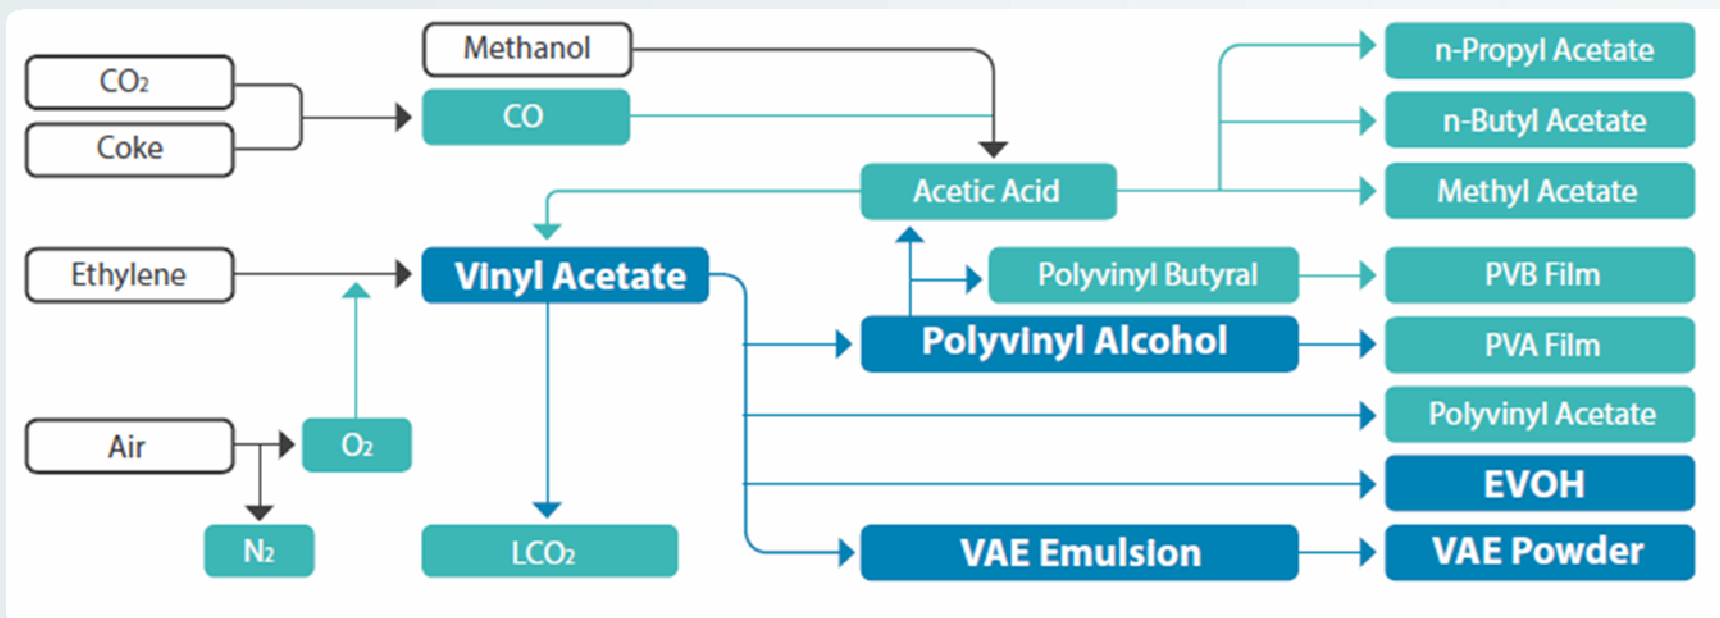 Methanol
n-Propyl Acetate
CO₂
CO
n-Butyl Acetate
Coke
Acetic Acid
Methyl Acetate
Ethylene
Vinyl Acetate
Polyvinyl Butyral
PVB Film
Polyvinyl Alcohol
PVA Film
Air
O₂
Polyvinyl Acetate
EVOH
N₂
LCO₂
VAE Emulsion
VAE Powder